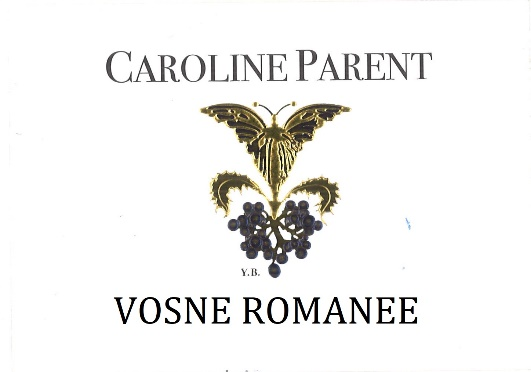 CAROLINE PARENT
Y.B.
VOSNE ROMANEE